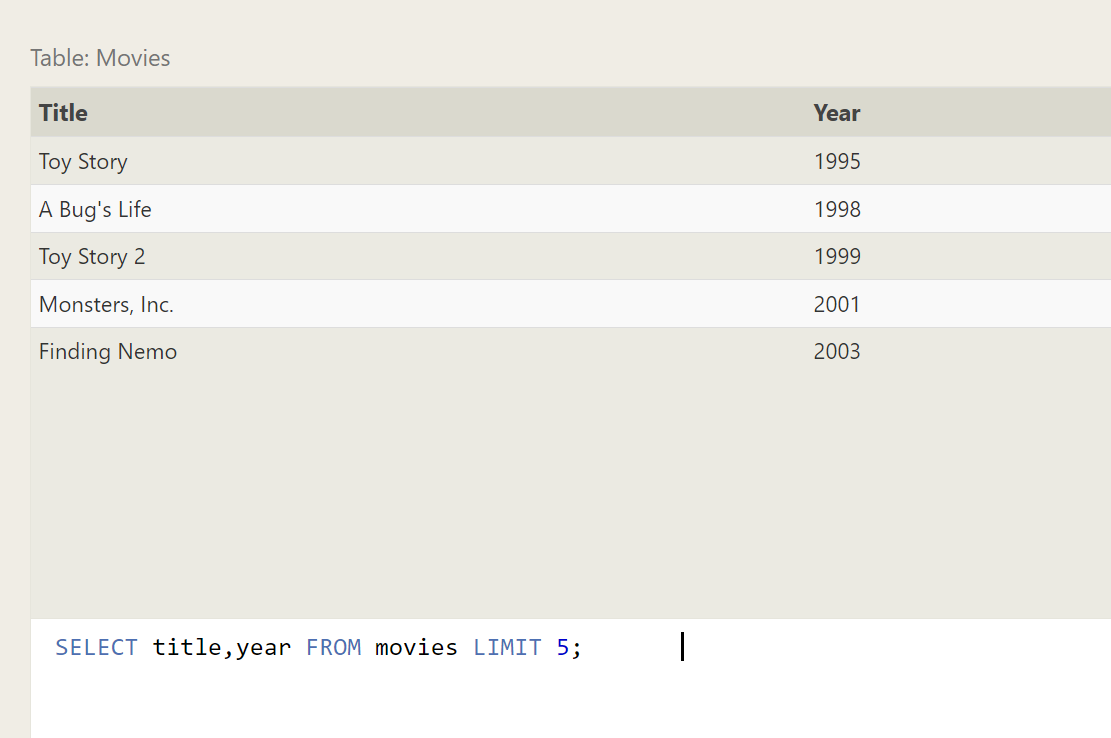 Table: Movies
Title Year
Toy Story 1995
A Bug's Life 1998
Toy Story 2 1999
Monsters, Inc. 2001
Finding Nemo 2003
SELECT title,year FROM movies LIMIT 5;